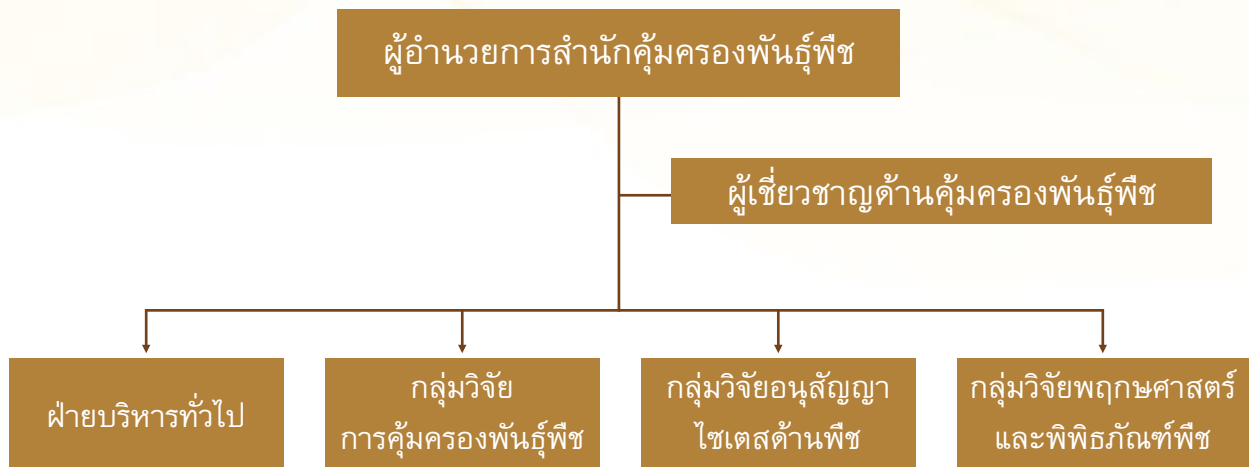 ผู้อำนวยการสำนักคุ้มครองพันธุ์พืช
ผู้เชี่ยวชาญด้านคุ้มครองพันธุ์พืช
ฝ่ายบริหารทั่วไป
กลุ่มวิจัย
การคุ้มครองพันธุ์พืช
กลุ่มวิจัยอนุสัญญา
ไซเตสด้านพืช
กลุ่มวิจัยพฤกษศาสตร์
และพิพิธภัณฑ์พืช